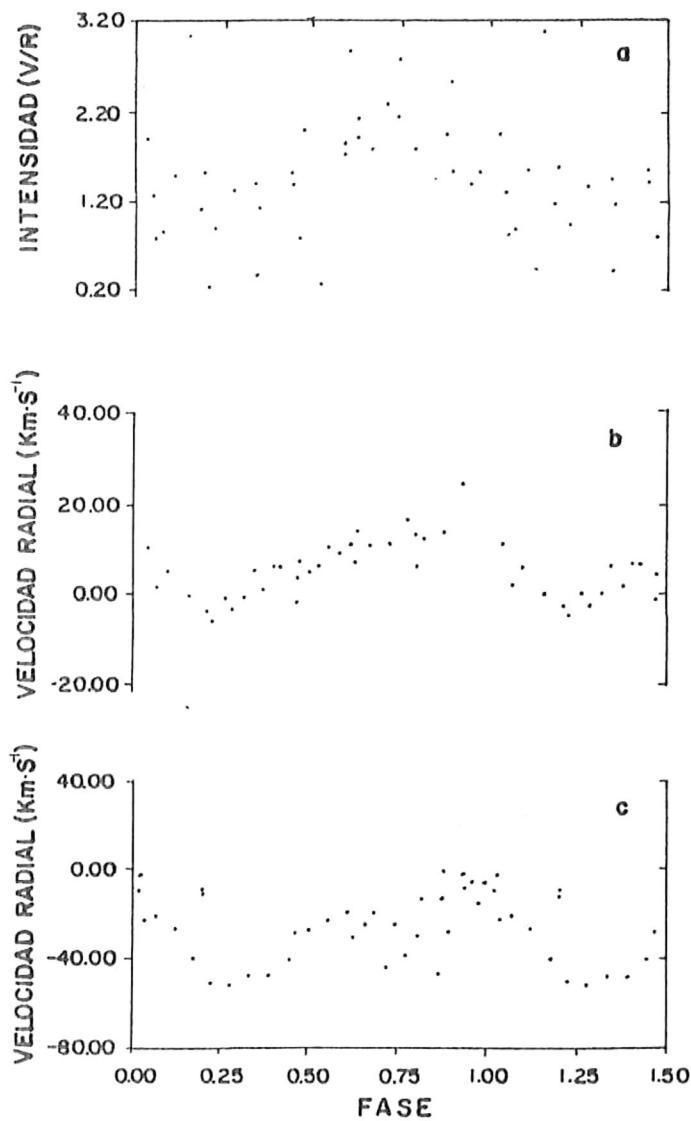 INTENSIDAD (V/R)
3.20
2.20
1.20
0.20
a
VELOCIDAD RADIAL (Km·S⁻¹)
40.00
20.00
0.00
-20.00
b
VELOCIDAD RADIAL (Km·S⁻¹)
40.00
0.00
-40.00
-80.00
c
0.00 0.25 0.50 0.75 1.00 1.25 1.50
FASE